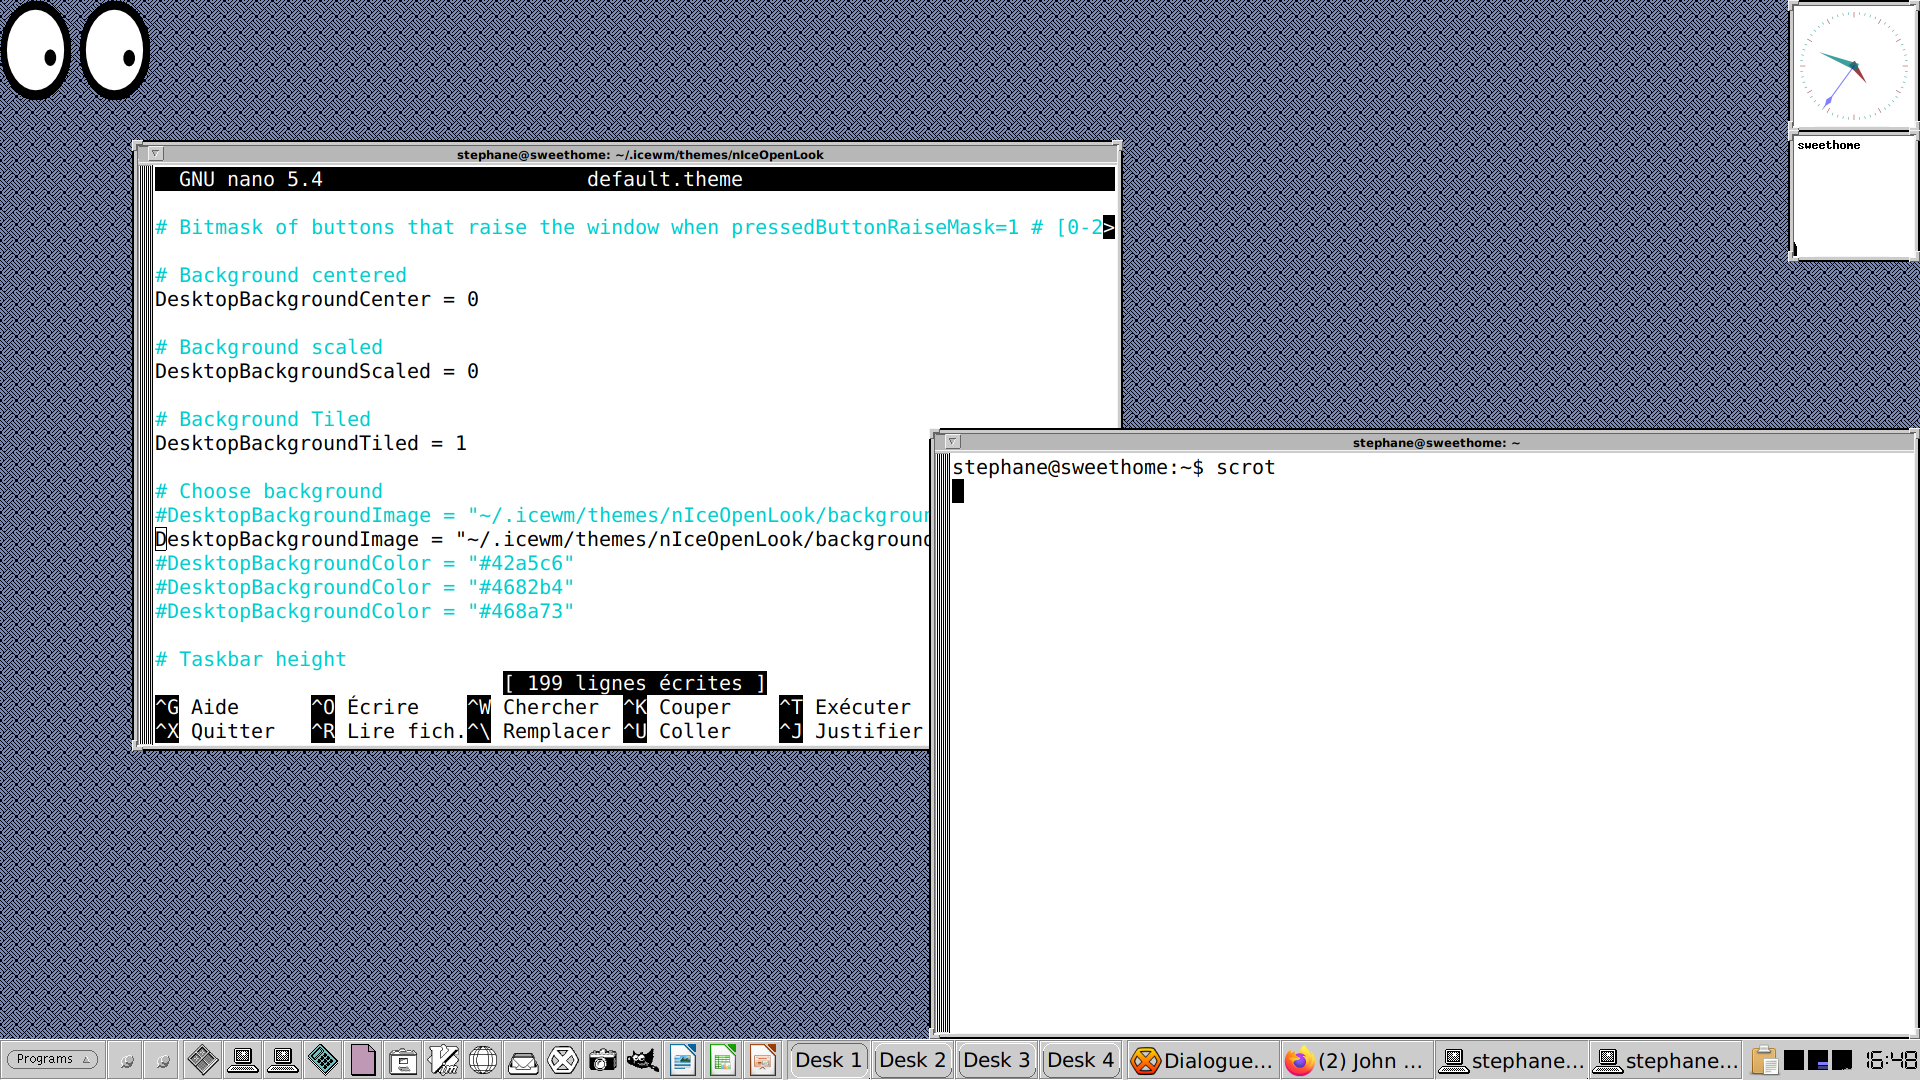 stephane@sweethome: ~/.icewm/themes/nIceOpenLook
GNU nano 5.4 default.theme
# Bitmask of buttons that raise the window when pressedButtonRaiseMask=1 # [0-2>
# Background centered
DesktopBackgroundCenter = 0
# Background scaled
DesktopBackgroundScaled = 0
# Background Tiled
DesktopBackgroundTiled = 1
# Choose background
#DesktopBackgroundImage = "~/.icewm/themes/nIceOpenLook/backgroun
DesktopBackgroundImage = "~/.icewm/themes/nIceOpenLook/background
#DesktopBackgroundColor = "#42a5c6"
#DesktopBackgroundColor = "#4682b4"
#DesktopBackgroundColor = "#468a73"
# Taskbar height
[ 199 lignes écrites ]
^G Aide ^O Écrire ^W Chercher ^K Couper ^T Exécuter
^X Quitter ^R Lire fich. ^\ Remplacer ^U Coller ^J Justifier
stephane@sweethome: ~
stephane@sweethome:~$ scrot
sweethome
Programs Desk 1 Desk 2 Desk 3 Desk 4 Dialogue... (2) John ... stephane... stephane... 16:48